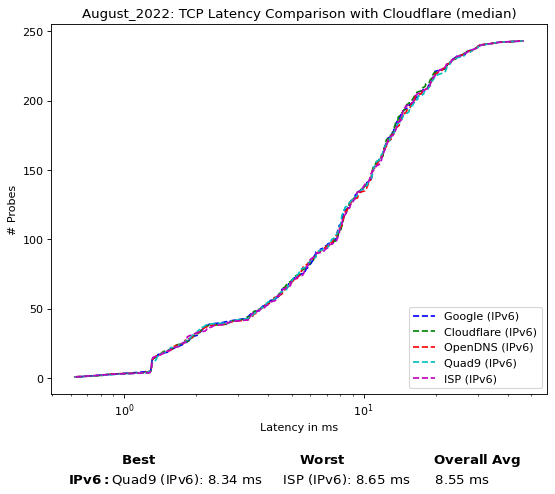 August_2022: TCP Latency Comparison with Cloudflare (median)
250
200
150
100
50
0
# Probes
10^0
10^1
Latency in ms
Google (IPv6)
Cloudflare (IPv6)
OpenDNS (IPv6)
Quad9 (IPv6)
ISP (IPv6)
Best Worst Overall Avg
IPv6: Quad9 (IPv6): 8.34 ms ISP (IPv6): 8.65 ms 8.55 ms